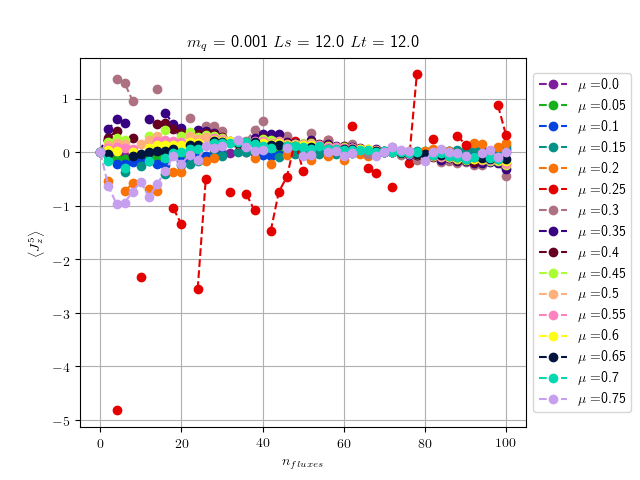 m_q = 0.001 Ls = 12.0 Lt = 12.0
⟨J_z^5⟩
1
0
−1
−2
−3
−4
−5
0 20 40 60 80 100
n_fluxes
μ =0.0
μ =0.05
μ =0.1
μ =0.15
μ =0.2
μ =0.25
μ =0.3
μ =0.35
μ =0.4
μ =0.45
μ =0.5
μ =0.55
μ =0.6
μ =0.65
μ =0.7
μ =0.75